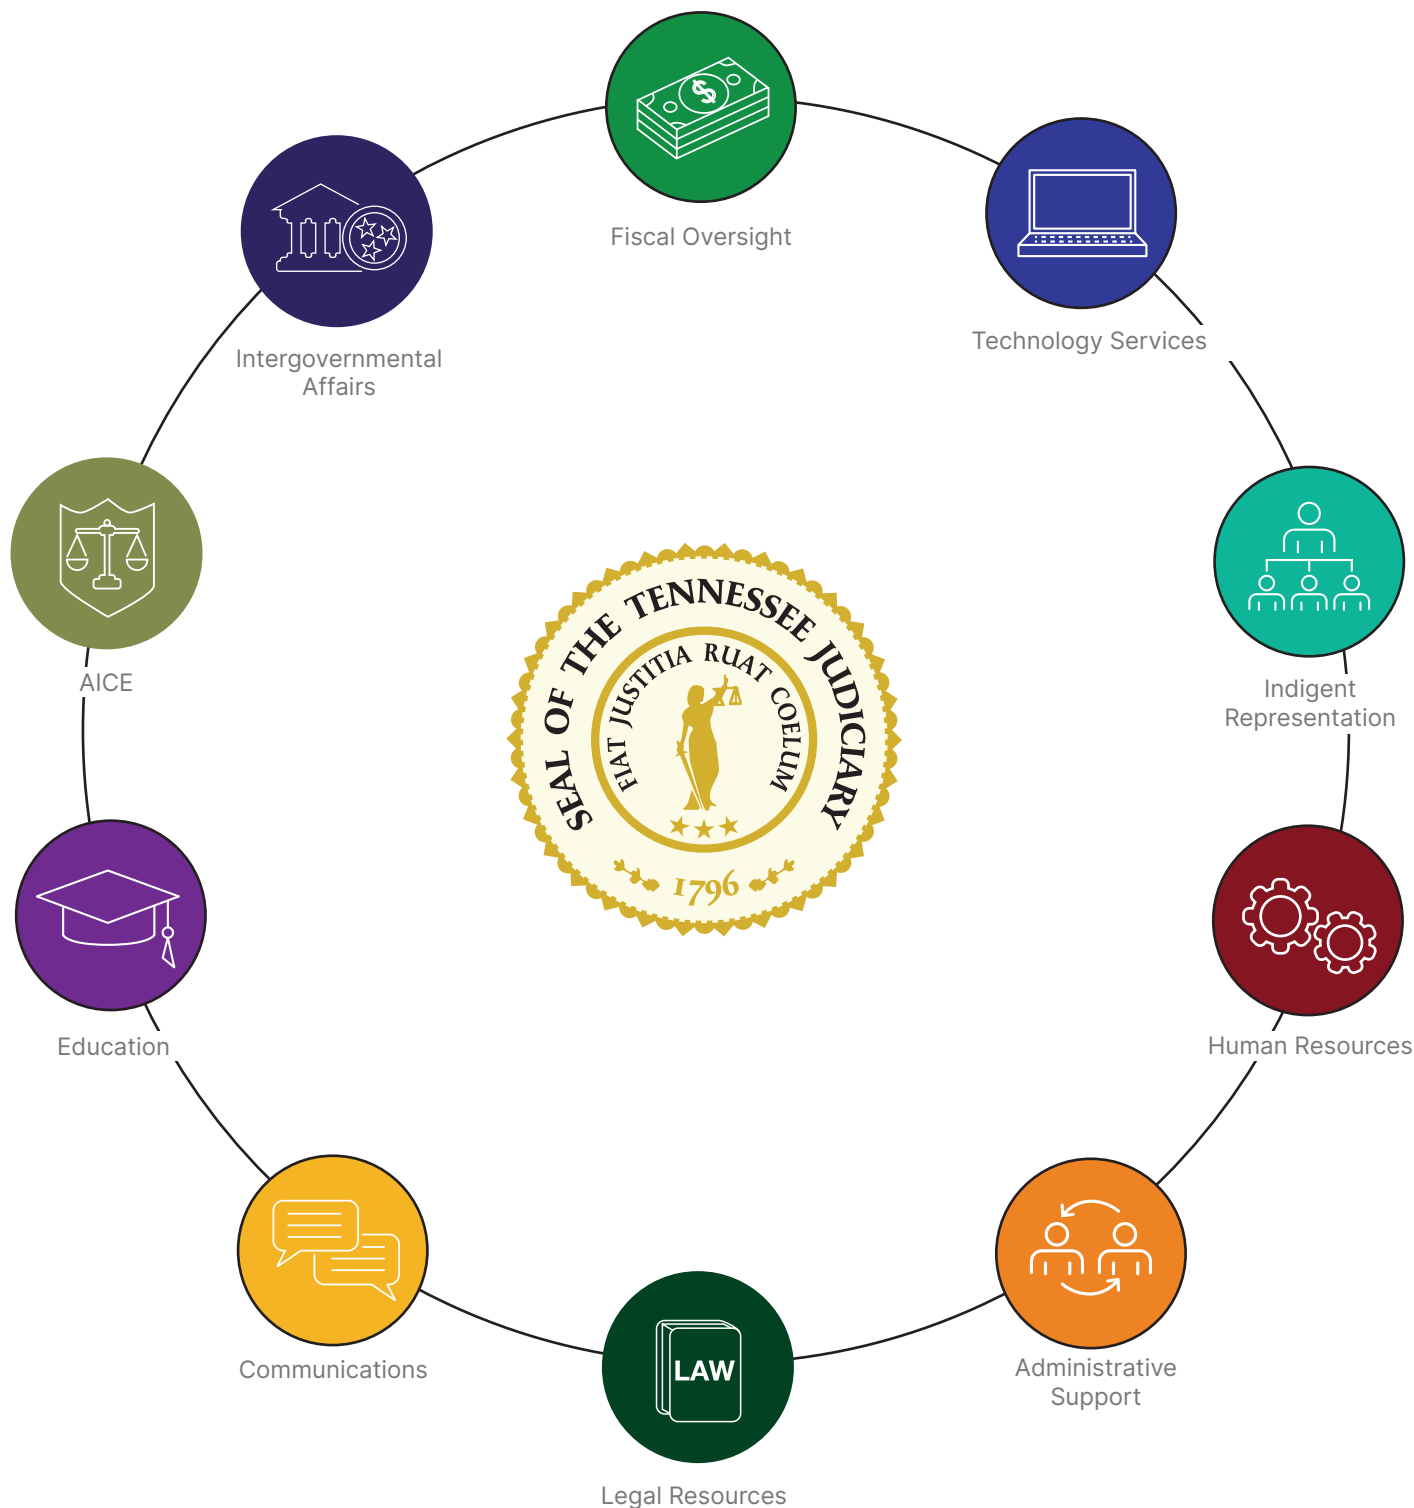 $
Fiscal Oversight
Technology Services
Intergovernmental
Affairs
AICE
Indigent
Representation
SEAL OF THE TENNESSEE JUDICIARY
FIAT JUSTITIA RUAT COELUM
1796
Education
Human Resources
Communications
LAW
Administrative
Support
Legal Resources